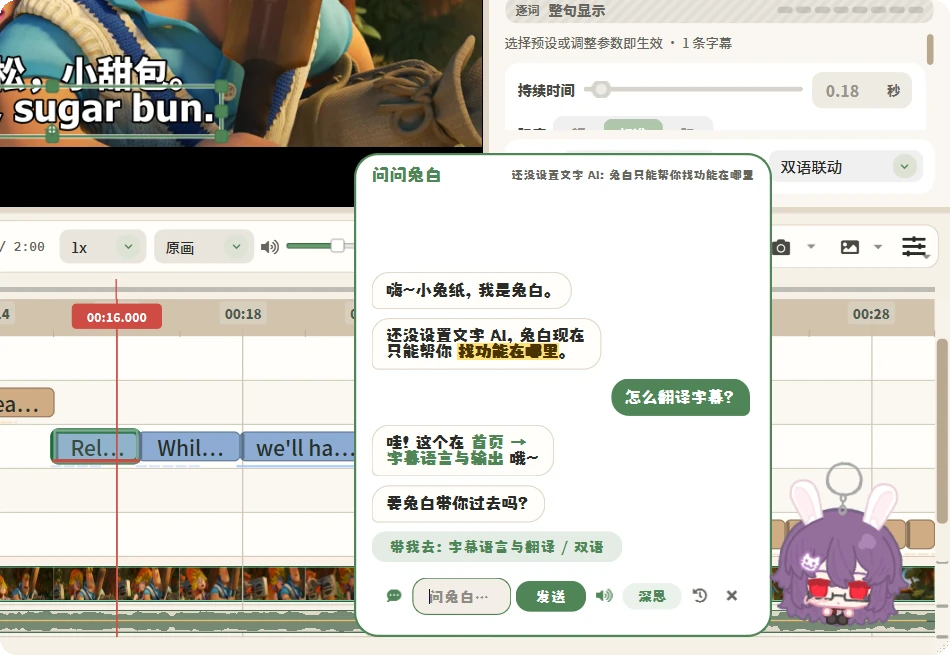 逐词 整句显示
选择预设或调整参数即生效 · 1 条字幕
持续时间 0.18 秒
松，小甜包。
sugar bun.
双语联动
问问兔白
还没设置文字 AI: 兔白只能帮你找功能在哪里
/ 2:00 1x 原画
4 00:16.000 00:18 00:28
ea...
Rel... Whil... we'll ha...
嗨~小兔纸, 我是兔白。
还没设置文字 AI, 兔白现在
只能帮你 找功能在哪里。
怎么翻译字幕?
哇! 这个在 首页 →
字幕语言与输出 哦~
要兔白带你过去吗?
带我去: 字幕语言与翻译 / 双语
问兔白… 发送 深思